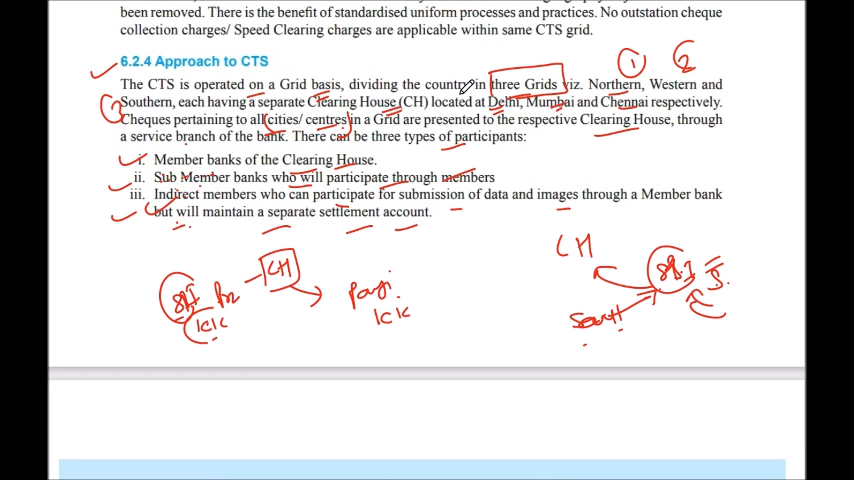 been removed. There is the benefit of standardised uniform processes and practices. No outstation cheque
collection charges/ Speed Clearing charges are applicable within same CTS grid.
6.2.4 Approach to CTS
1 2
The CTS is operated on a Grid basis, dividing the country in three Grids viz. Northern, Western and
3 Southern, each having a separate Clearing House (CH) located at Delhi, Mumbai and Chennai respectively.
Cheques pertaining to all cities/ centres in a Grid are presented to the respective Clearing House, through
a service branch of the bank. There can be three types of participants:
i. Member banks of the Clearing House.
ii. Sub Member banks who will participate through members
iii. Indirect members who can participate for submission of data and images through a Member bank
but will maintain a separate settlement account.
CH
CH
SBI
SBI